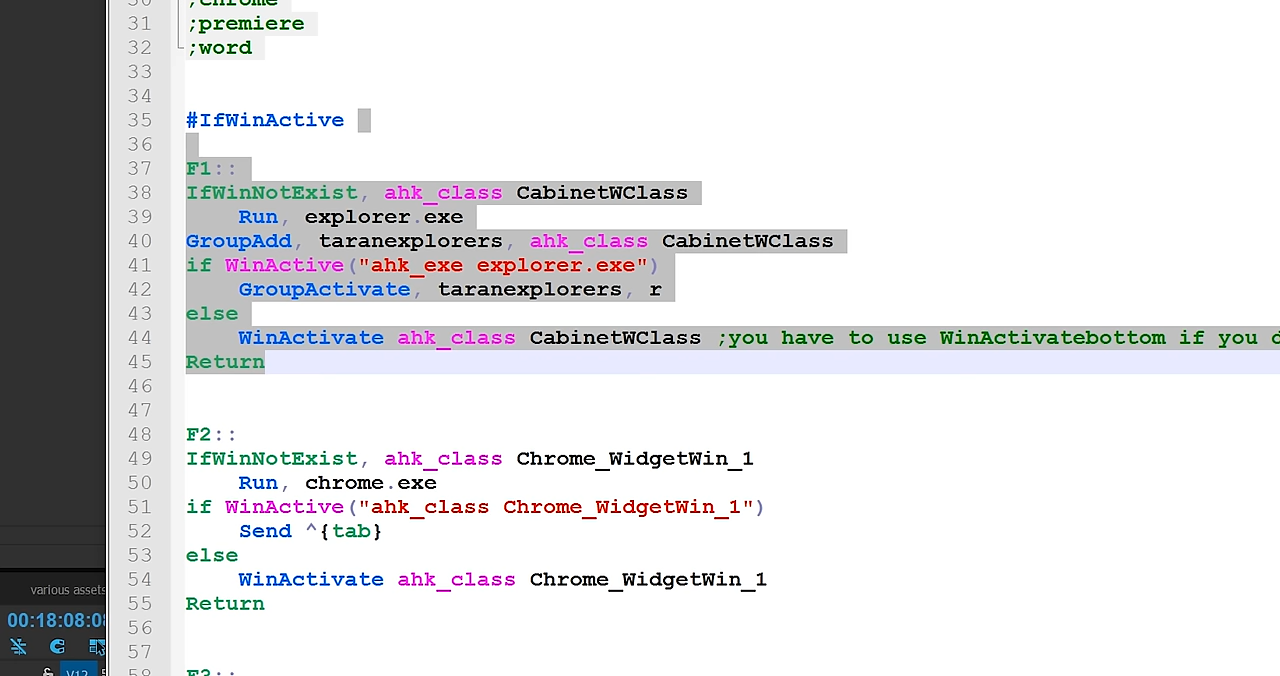 30 ;chrome
31 ;premiere
32 ;word
33
34
35 #IfWinActive
36
37 F1::
38 IfWinNotExist, ahk_class CabinetWClass
39 Run, explorer.exe
40 GroupAdd, taranexplorers, ahk_class CabinetWClass
41 if WinActive("ahk_exe explorer.exe")
42 GroupActivate, taranexplorers, r
43 else
44 WinActivate ahk_class CabinetWClass ;you have to use WinActivatebottom if you
45 Return
46
47
48 F2::
49 IfWinNotExist, ahk_class Chrome_WidgetWin_1
50 Run, chrome.exe
51 if WinActive("ahk_class Chrome_WidgetWin_1")
52 Send ^{tab}
53 else
54 WinActivate ahk_class Chrome_WidgetWin_1
55 Return
56
57
58 F3::
various assets
00:18:08:08
V12